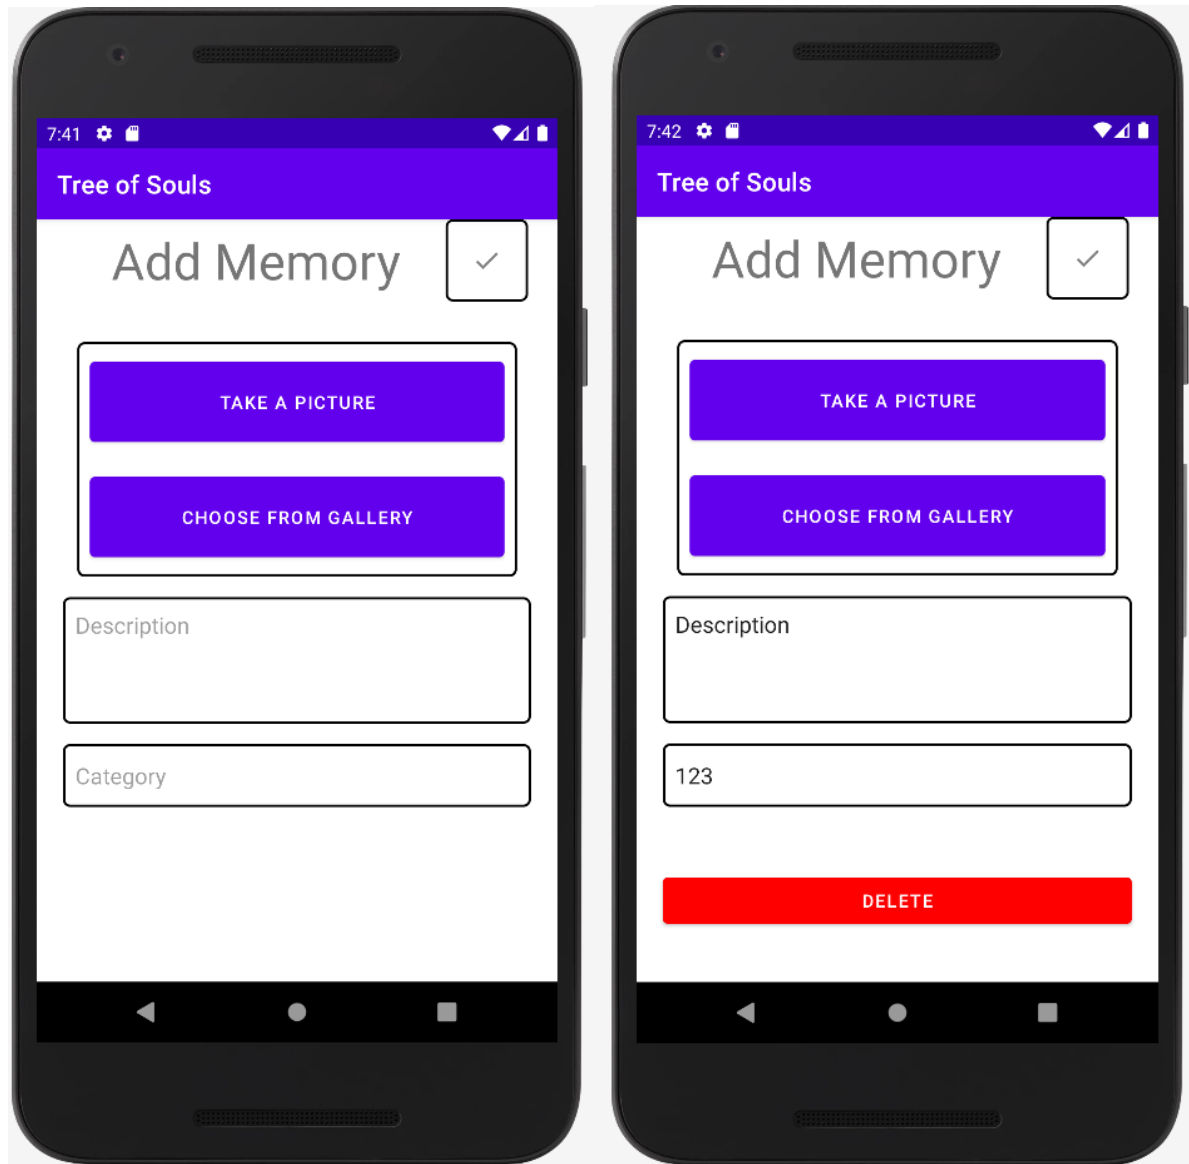 7:41
Tree of Souls
Add Memory
TAKE A PICTURE
CHOOSE FROM GALLERY
Description
Category
7:42
Tree of Souls
Add Memory
TAKE A PICTURE
CHOOSE FROM GALLERY
Description
123
DELETE